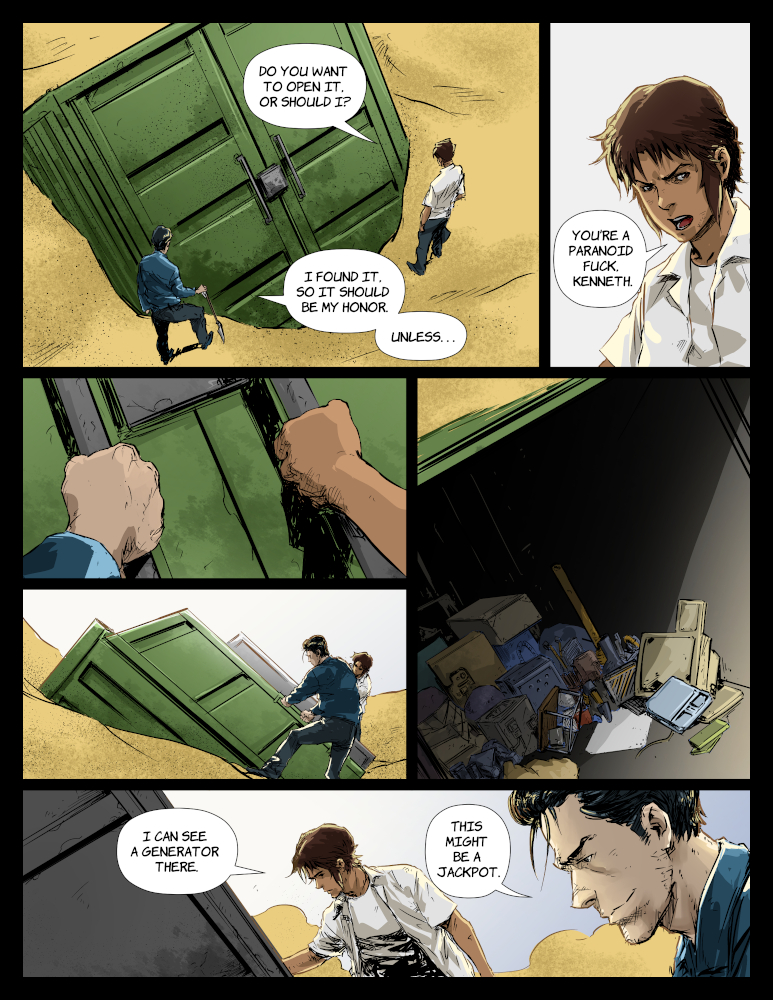 DO YOU WANT
TO OPEN IT,
OR SHOULD I?
I FOUND IT,
SO IT SHOULD
BE MY HONOR.
UNLESS...
YOU'RE A
PARANOID
FUCK,
KENNETH.
I CAN SEE
A GENERATOR
THERE.
THIS
MIGHT
BE A
JACKPOT.